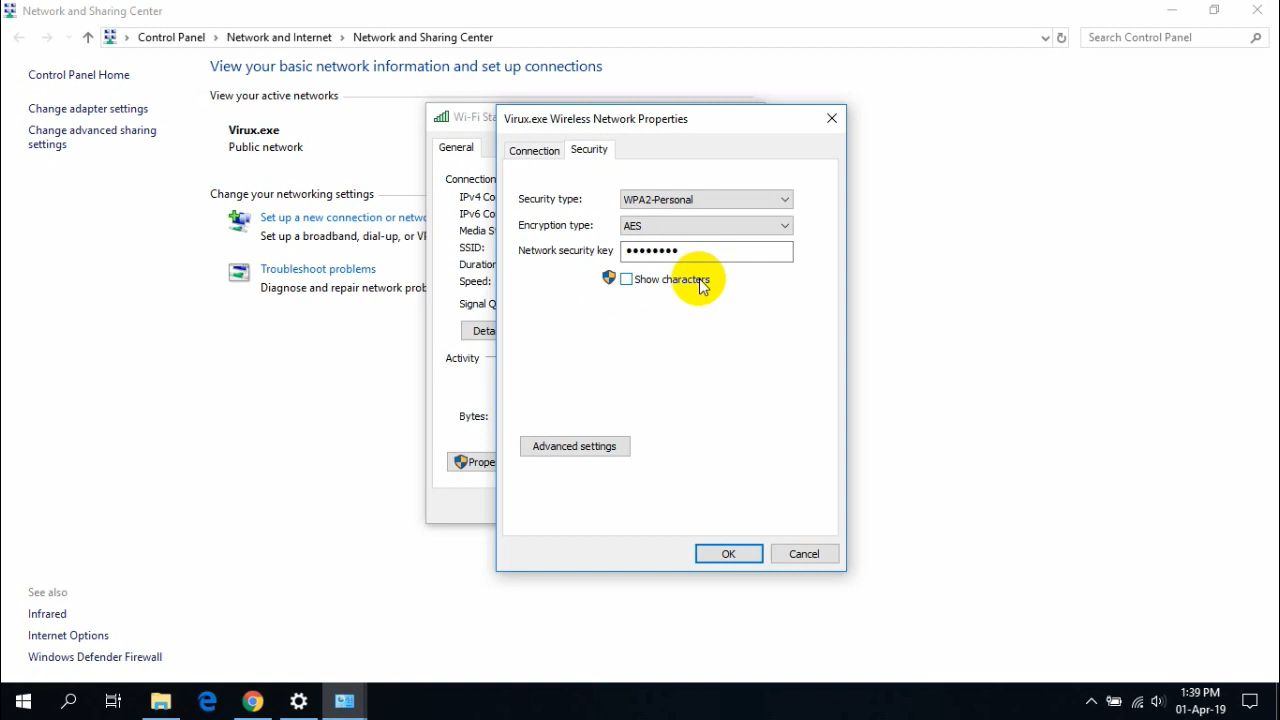 Network and Sharing Center
Control Panel
Network and Internet
Network and Sharing Center
Search Control Panel
Control Panel Home
Change adapter settings
Change advanced sharing
settings
View your basic network information and set up connections
View your active networks
Virux.exe
Public network
Change your networking settings
Set up a new connection or netwo
Set up a broadband, dial-up, or VP
Troubleshoot problems
Diagnose and repair network prob
Wi-Fi Sta
General
Connection
IPv4 Co
IPv6 Co
Media S
SSID:
Duration
Speed:
Signal Q
Deta
Activity
Bytes:
Prope
Virux.exe Wireless Network Properties
Connection
Security
Security type:
WPA2-Personal
Encryption type:
AES
Network security key
••••••••
Show characters
Advanced settings
OK
Cancel
See also
Infrared
Internet Options
Windows Defender Firewall
1:39 PM
01-Apr-19